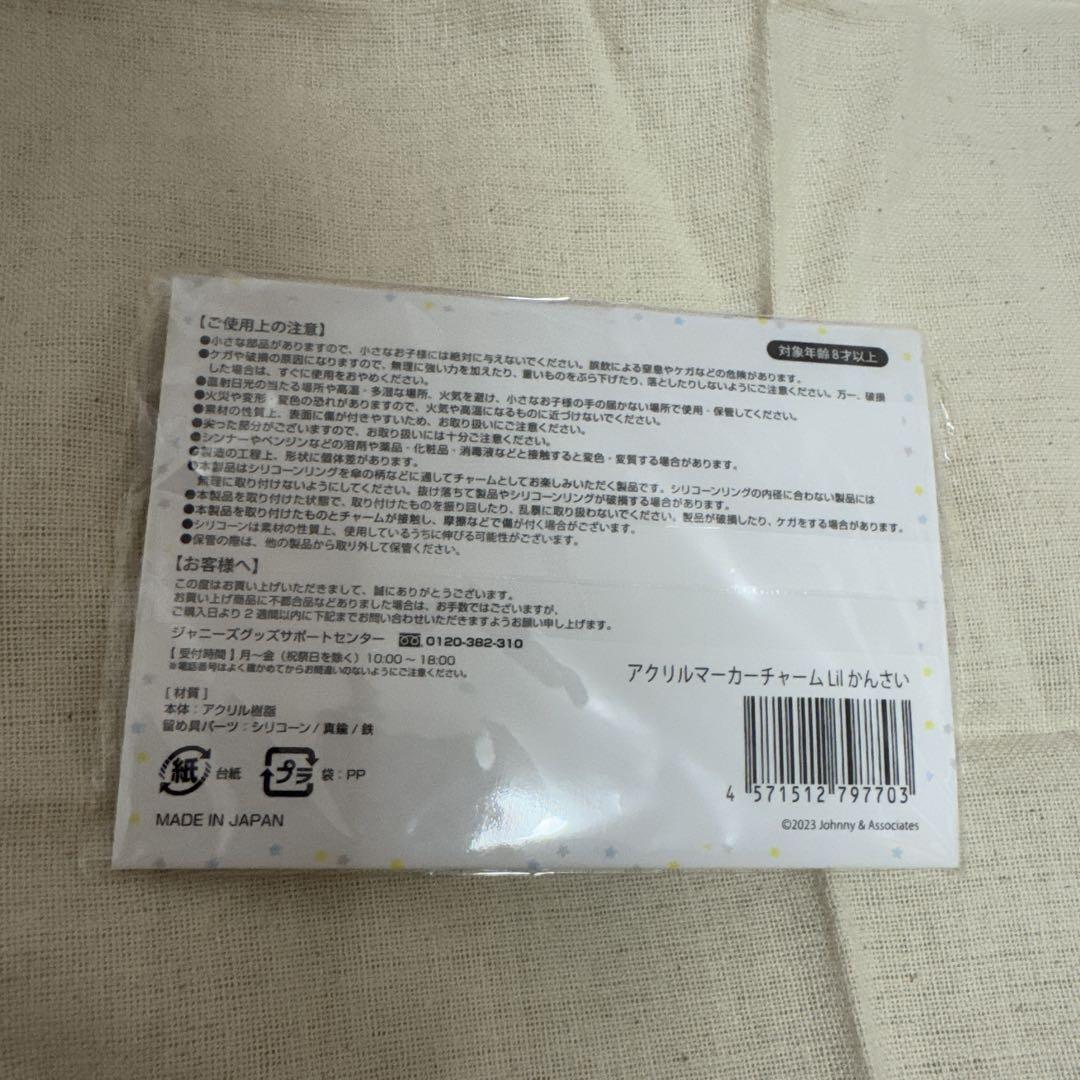 【ご使用上の注意】
対象年齢8才以上
●小さな部品がありますので、小さなお子様には絶対に与えないでください。誤飲による窒息やケガなどの危険があります。
●ケガや破損の原因になりますので、無理に強い力を加えたり、重いものをぶら下げたり、落としたりしないようにご注意ください。万一、破損
した場合は、すぐに使用をおやめください。
●直射日光の当たる場所や高温・多湿な場所、火気を避け、小さなお子様の手の届かない場所で使用・保管してください。
●火災や変形・変色の恐れがありますので、火気や高温になるものに近づけないでください。
●素材の性質上、表面に傷が付きやすいため、お取り扱いにご注意ください。
●尖った部分がございますので、お取り扱いには十分ご注意ください。
●シンナーやベンジンなどの溶剤や薬品・化粧品・消毒液などと接触すると変色・変質する場合があります。
●製造の工程上、形状に個体差があります。
●本製品はシリコーンリングを傘の柄などに通してチャームとしてお楽しみいただく製品です。シリコーンリングの内径に合わない製品には
無理に取り付けないようにしてください。抜け落ちて製品やシリコーンリングが破損する場合があります。
●本製品を取り付けた状態で、取り付けたものを振り回したり、乱暴に取り扱わないでください。製品が破損したり、ケガをする場合があります。
●本製品を取り付けたものとチャームが接触し、摩擦などで傷が付く場合がございます。
●シリコーンは素材の性質上、使用しているうちに伸びる可能性がございます。
●保管の際は、他の製品から取り外して保管ください。
【お客様へ】
この度はお買い上げいただきまして、誠にありがとうございます。
お買い上げ商品に不都合品などありました場合は、お手数ではございますが、
ご購入日より2週間以内に下記までお問い合わせいただきますようお願い申し上げます。
ジャニーズグッズサポートセンター 0120-382-310
【受付時間】月～金（祝祭日を除く）10:00～18:00
※電話番号はよく確かめてからお間違いのないようにご注意ください。
[材質]
本体：アクリル樹脂
留め具パーツ：シリコーン/真鍮/鉄
紙 台紙 プラ 袋：PP
MADE IN JAPAN
アクリルマーカーチャーム Lil かんさい
4 571512 797703
©2023 Johnny & Associates